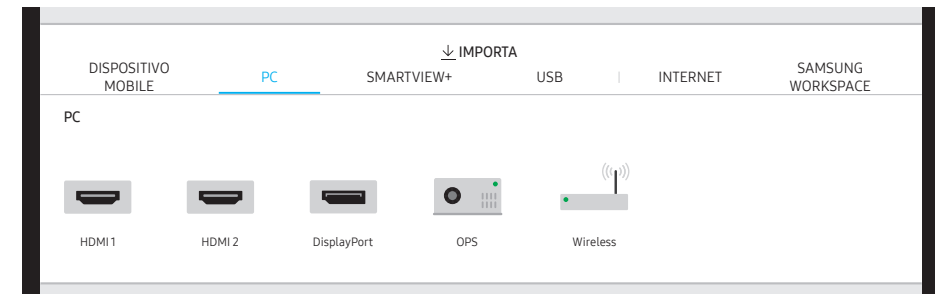 IMPORTA
DISPOSITIVO
MOBILE
PC
SMARTVIEW+
USB
INTERNET
SAMSUNG
WORKSPACE
PC
HDMI 1
HDMI 2
DisplayPort
OPS
Wireless